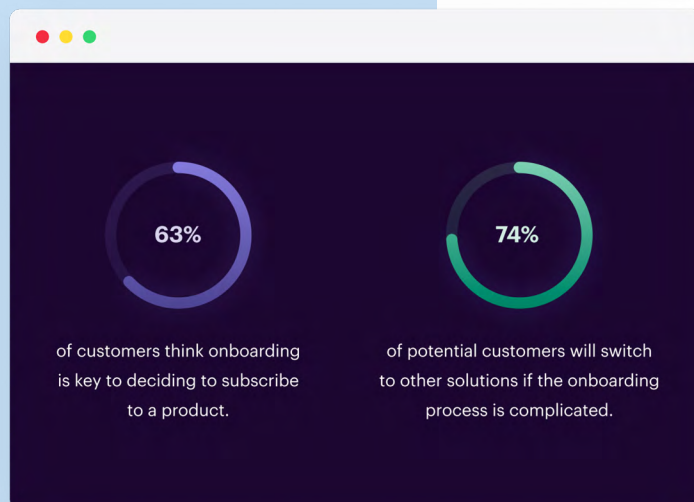 63%
of customers think onboarding
is key to deciding to subscribe
to a product.
74%
of potential customers will switch
to other solutions if the onboarding
process is complicated.